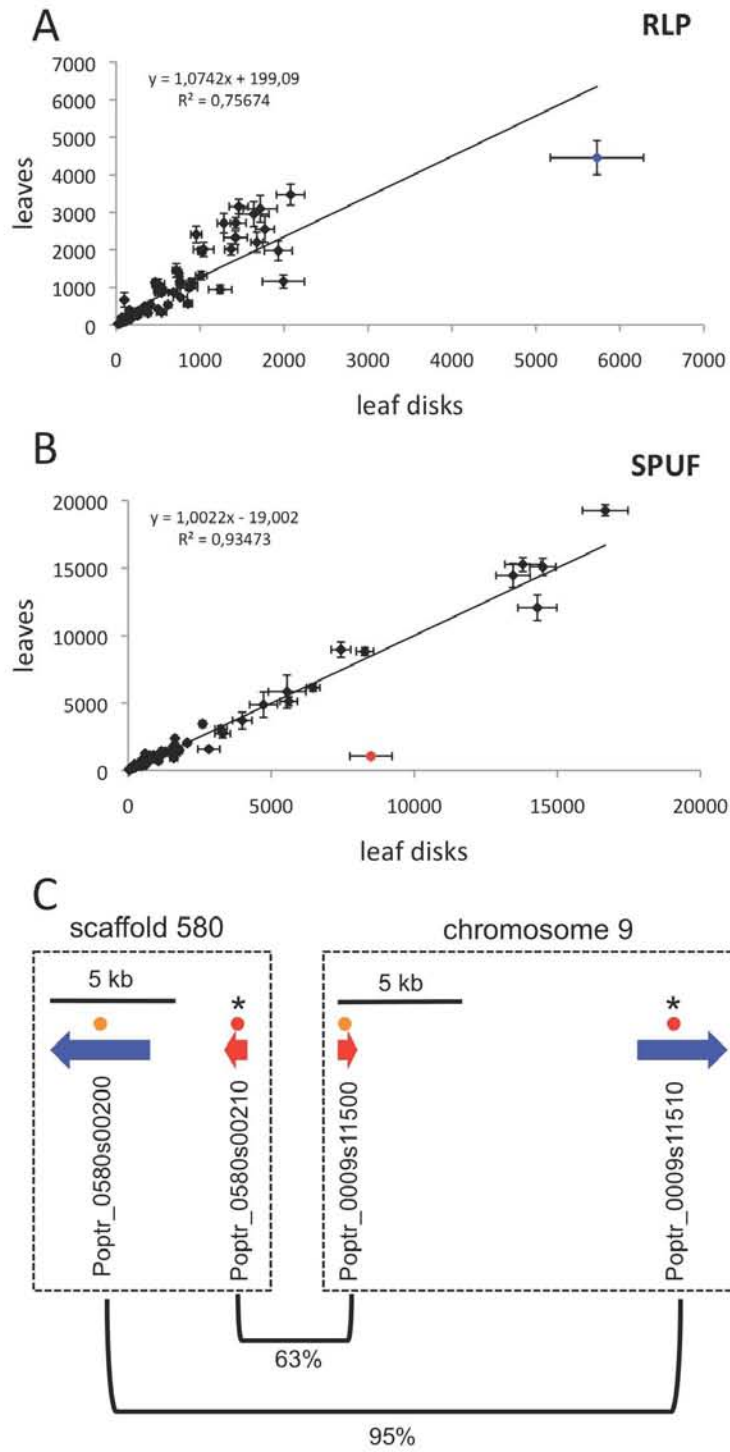 A
RLP
7000
6000
5000
4000
3000
2000
1000
0
y = 1,0742x + 199,09
R² = 0,75674
leaves
0 1000 2000 3000 4000 5000 6000 7000
leaf disks
B
SPUF
20000
15000
10000
5000
0
y = 1,0022x - 19,002
R² = 0,93473
leaves
0 5000 10000 15000 20000
leaf disks
C
scaffold 580
chromosome 9
5 kb
5 kb
*
*
Poptr_0580s00200
Poptr_0580s00210
Poptr_0009s11500
Poptr_0009s11510
63%
95%